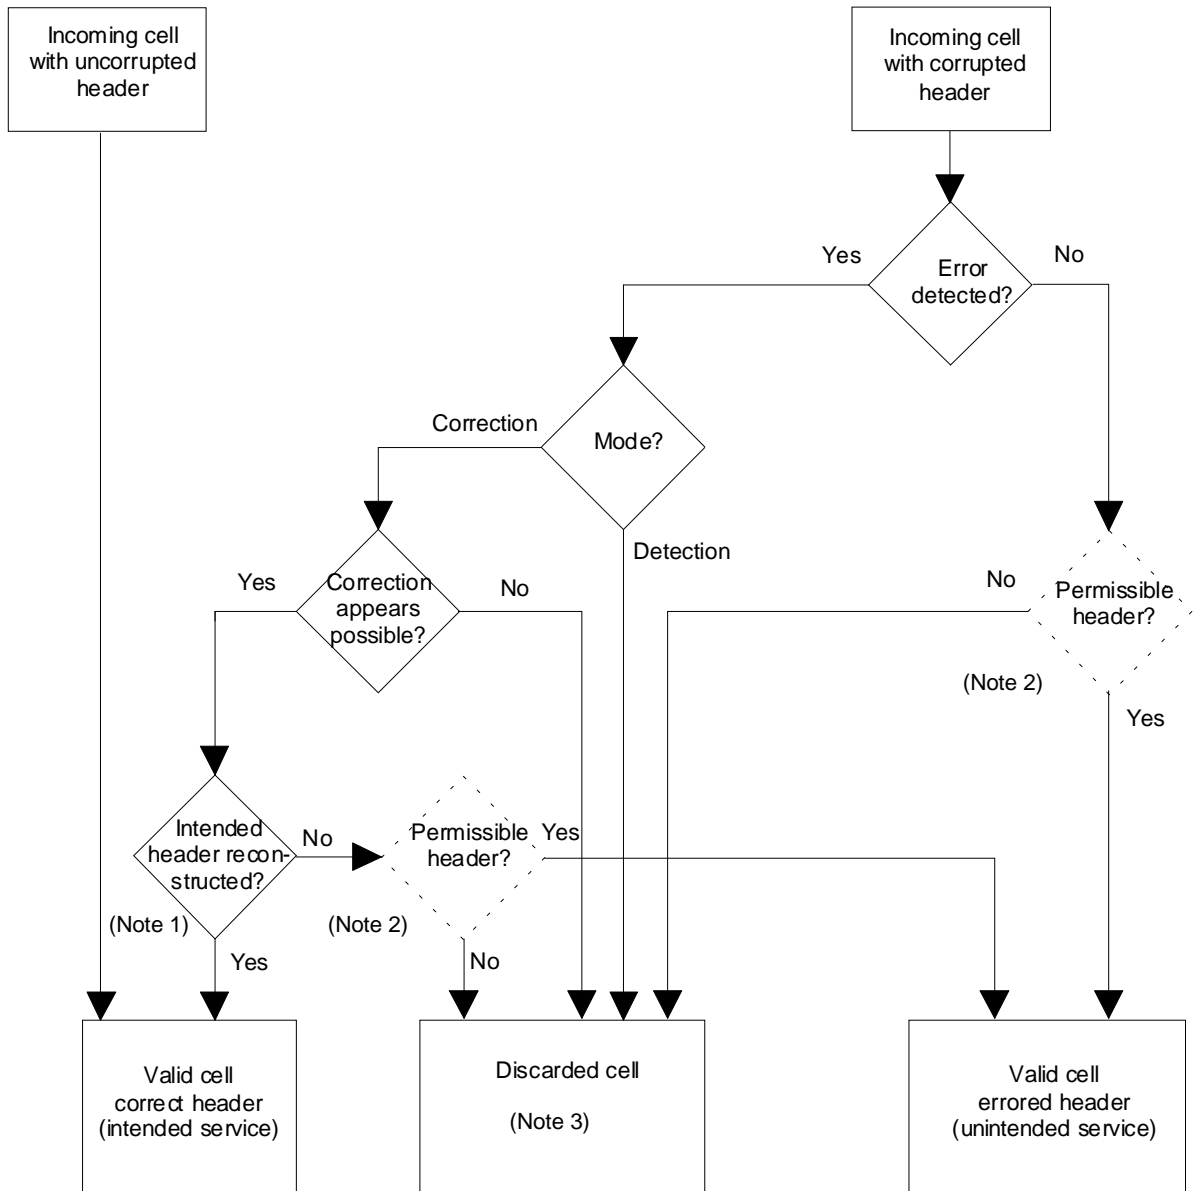 Incoming cell
with uncorrupted
header
Incoming cell
with corrupted
header
Yes
No
Error
detected?
Correction
Mode?
Detection
Yes
Correction
appears
possible?
No
No
Permissible
header?
(Note 2)
Yes
Intended
header recon-
structed?
No
Permissible
header?
Yes
(Note 1)
(Note 2)
Yes
No
Valid cell
correct header
(intended service)
Discarded cell
(Note 3)
Valid cell
errored header
(unintended service)